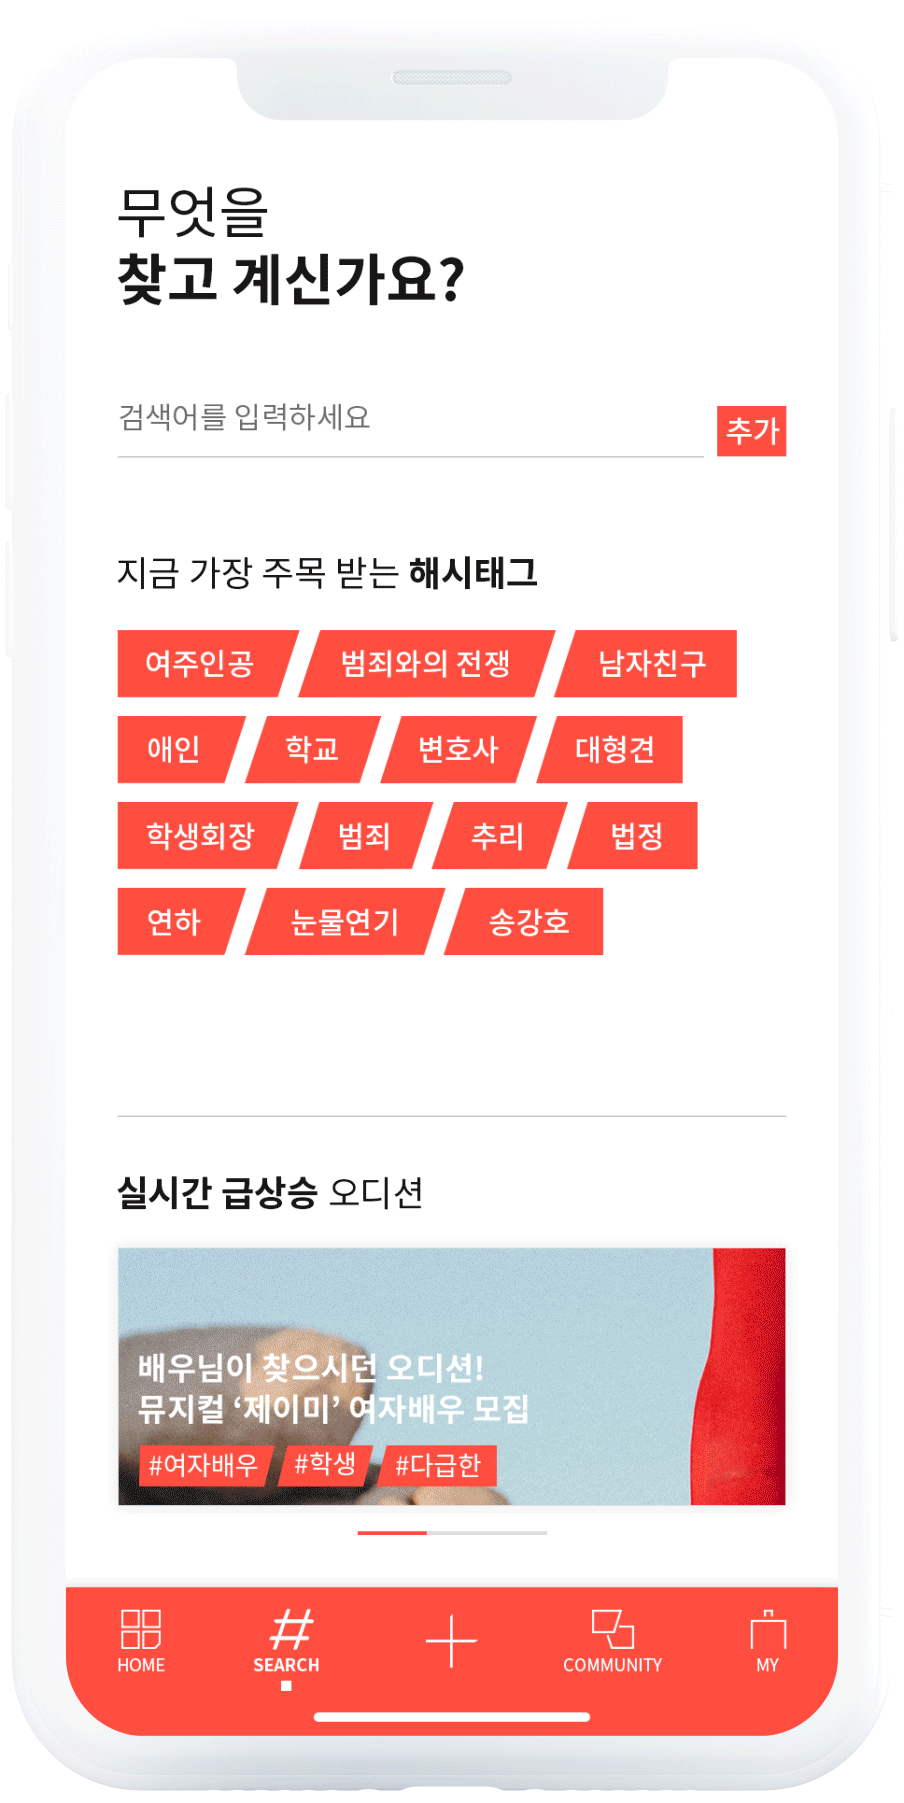 무엇을
찾고 계신가요?
검색어를 입력하세요
추가
지금 가장 주목 받는 해시태그
여주인공 범죄와의 전쟁 남자친구
애인 학교 변호사 대형견
학생회장 범죄 추리 법정
연하 눈물연기 송강호
실시간 급상승 오디션
배우님이 찾으시던 오디션!
뮤지컬 ‘제이미’ 여자배우 모집
#여자배우 #학생 #다급한
HOME SEARCH COMMUNITY MY